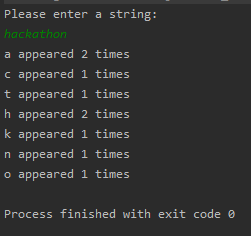 Please enter a string:
hackathon
a appeared 2 times
c appeared 1 times
t appeared 1 times
h appeared 2 times
k appeared 1 times
n appeared 1 times
o appeared 1 times
Process finished with exit code 0